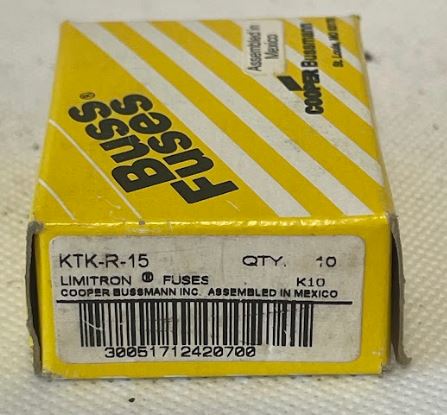 Assembled in
Mexico
COOPER Bussmann
St. Louis, MO 63178
BUSS®
Fuses
KTK-R-15 QTY. 10
LIMITRON ® FUSES K10
COOPER BUSSMANN INC. ASSEMBLED IN MEXICO
30051712420700